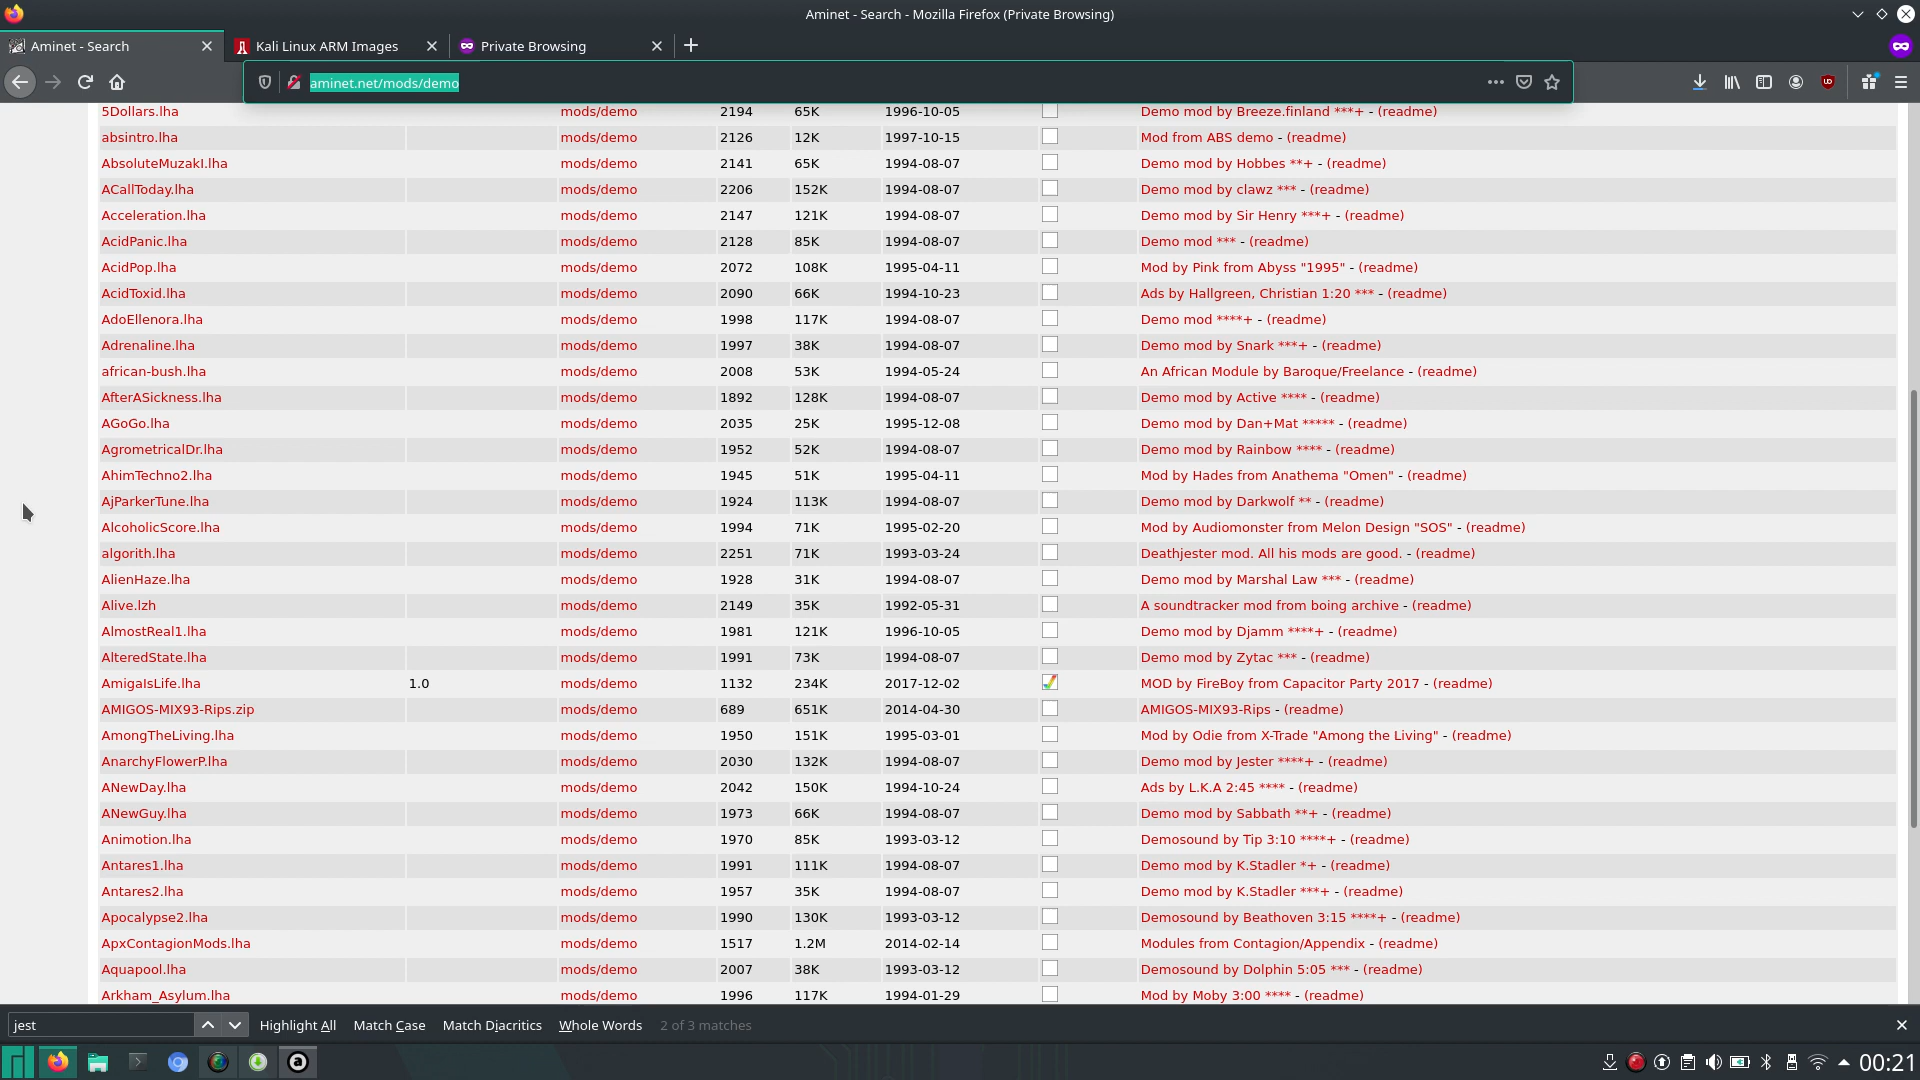 Aminet - Search - Mozilla Firefox (Private Browsing)
Aminet - Search Kali Linux ARM Images Private Browsing
aminet.net/mods/demo
5Dollars.lha mods/demo 2194 65K 1996-10-05 Demo mod by Breeze.finland ***+ - (readme)
absintro.lha mods/demo 2126 12K 1997-10-15 Mod from ABS demo - (readme)
AbsoluteMuzakI.lha mods/demo 2141 65K 1994-08-07 Demo mod by Hobbes **+ - (readme)
ACallToday.lha mods/demo 2206 152K 1994-08-07 Demo mod by clawz *** - (readme)
Acceleration.lha mods/demo 2147 121K 1994-08-07 Demo mod by Sir Henry ***+ - (readme)
AcidPanic.lha mods/demo 2128 85K 1994-08-07 Demo mod *** - (readme)
AcidPop.lha mods/demo 2072 108K 1995-04-11 Mod by Pink from Abyss "1995" - (readme)
AcidToxid.lha mods/demo 2090 66K 1994-10-23 Ads by Hallgreen, Christian 1:20 *** - (readme)
AdoEllenora.lha mods/demo 1998 117K 1994-08-07 Demo mod ****+ - (readme)
Adrenaline.lha mods/demo 1997 38K 1994-08-07 Demo mod by Snark ***+ - (readme)
african-bush.lha mods/demo 2008 53K 1994-05-24 An African Module by Baroque/Freelance - (readme)
AfterASickness.lha mods/demo 1892 128K 1994-08-07 Demo mod by Active **** - (readme)
AGoGo.lha mods/demo 2035 25K 1995-12-08 Demo mod by Dan+Mat ***** - (readme)
AgrometricalDr.lha mods/demo 1952 52K 1994-08-07 Demo mod by Rainbow **** - (readme)
AhimTechno2.lha mods/demo 1945 51K 1995-04-11 Mod by Hades from Anathema "Omen" - (readme)
AjParkerTune.lha mods/demo 1924 113K 1994-08-07 Demo mod by Darkwolf ** - (readme)
AlcoholicScore.lha mods/demo 1994 71K 1995-02-20 Mod by Audiomonster from Melon Design "SOS" - (readme)
algorith.lha mods/demo 2251 71K 1993-03-24 Deathjester mod. All his mods are good. - (readme)
AlienHaze.lha mods/demo 1928 31K 1994-08-07 Demo mod by Marshal Law *** - (readme)
Alive.lzh mods/demo 2149 35K 1992-05-31 A soundtracker mod from boing archive - (readme)
AlmostReal1.lha mods/demo 1981 121K 1996-10-05 Demo mod by Djamm ****+ - (readme)
AlteredState.lha mods/demo 1991 73K 1994-08-07 Demo mod by Zytac *** - (readme)
AmigaIsLife.lha 1.0 mods/demo 1132 234K 2017-12-02 MOD by FireBoy from Capacitor Party 2017 - (readme)
AMIGOS-MIX93-Rips.zip mods/demo 689 651K 2014-04-30 AMIGOS-MIX93-Rips - (readme)
AmongTheLiving.lha mods/demo 1950 151K 1995-03-01 Mod by Odie from X-Trade "Among the Living" - (readme)
AnarchyFlowerP.lha mods/demo 2030 132K 1994-08-07 Demo mod by Jester ****+ - (readme)
ANewDay.lha mods/demo 2042 150K 1994-10-24 Ads by L.K.A 2:45 **** - (readme)
ANewGuy.lha mods/demo 1973 66K 1994-08-07 Demo mod by Sabbath **+ - (readme)
Animotion.lha mods/demo 1970 85K 1993-03-12 Demosound by Tip 3:10 ****+ - (readme)
Antares1.lha mods/demo 1991 111K 1994-08-07 Demo mod by K.Stadler *+ - (readme)
Antares2.lha mods/demo 1957 35K 1994-08-07 Demo mod by K.Stadler ***+ - (readme)
Apocalypse2.lha mods/demo 1990 130K 1993-03-12 Demosound by Beathoven 3:15 ****+ - (readme)
ApxContagionMods.lha mods/demo 1517 1.2M 2014-02-14 Modules from Contagion/Appendix - (readme)
Aquapool.lha mods/demo 2007 38K 1993-03-12 Demosound by Dolphin 5:05 *** - (readme)
Arkham_Asylum.lha mods/demo 1996 117K 1994-01-29 Mod by Moby 3:00 **** - (readme)
jest Highlight All Match Case Match Diacritics Whole Words 2 of 3 matches
00:21